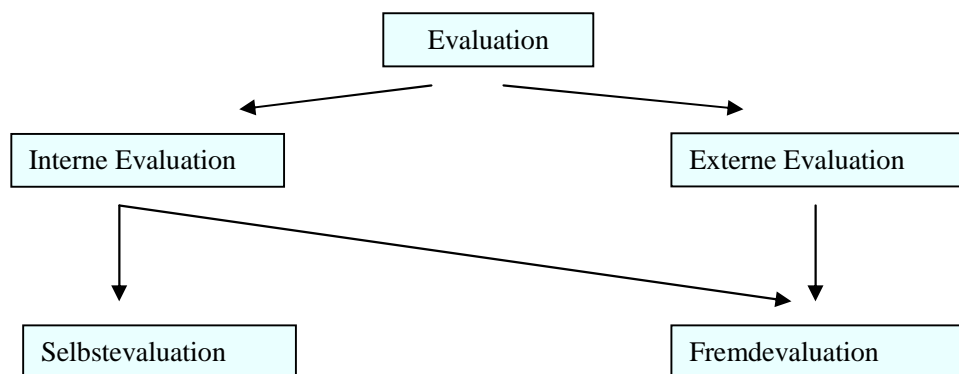 Evaluation
Interne Evaluation
Externe Evaluation
Selbstevaluation
Fremdevaluation